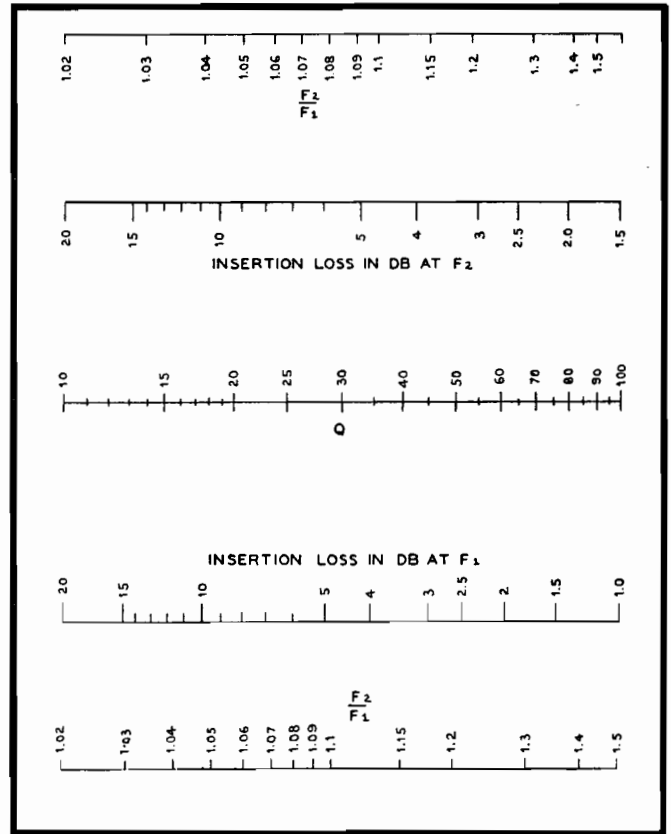 1.02 1.03 1.04 1.05 1.06 1.07 1.08 1.09 1.1 1.15 1.2 1.3 1.4 1.5
F2
F1
20 15 10 5 4 3 2.5 2.0 1.5
INSERTION LOSS IN DB AT F2
10 15 20 25 30 40 50 60 70 80 90 100
Q
INSERTION LOSS IN DB AT F1
20 15 10 5 4 3 2.5 2 1.5 1.0
F2
F1
1.02 1.03 1.04 1.05 1.06 1.07 1.08 1.09 1.1 1.15 1.2 1.3 1.4 1.5